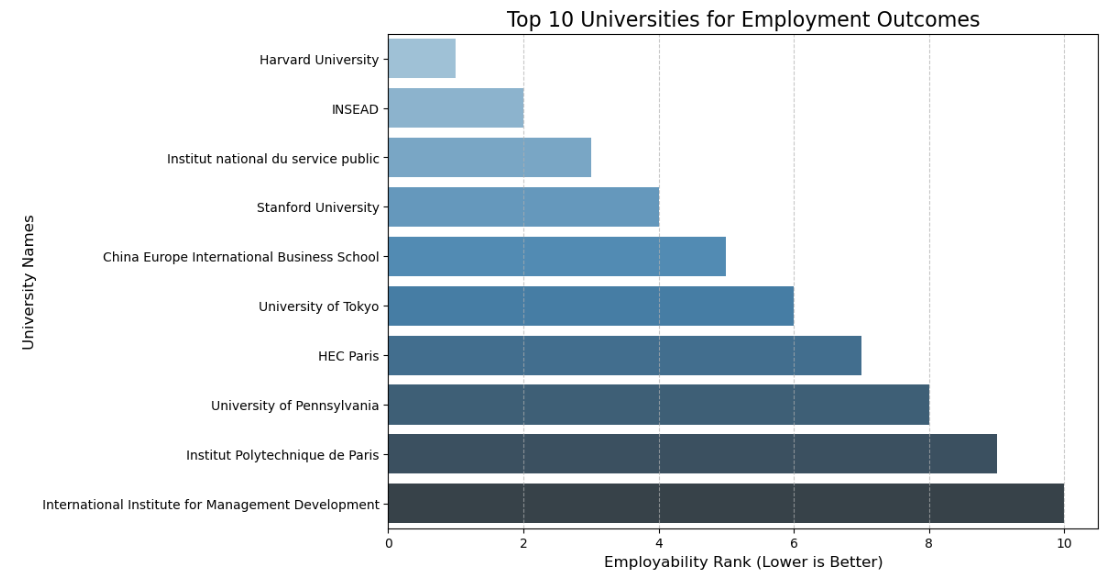 Top 10 Universities for Employment Outcomes
University Names
Harvard University
INSEAD
Institut national du service public
Stanford University
China Europe International Business School
University of Tokyo
HEC Paris
University of Pennsylvania
Institut Polytechnique de Paris
International Institute for Management Development
0 2 4 6 8 10
Employability Rank (Lower is Better)